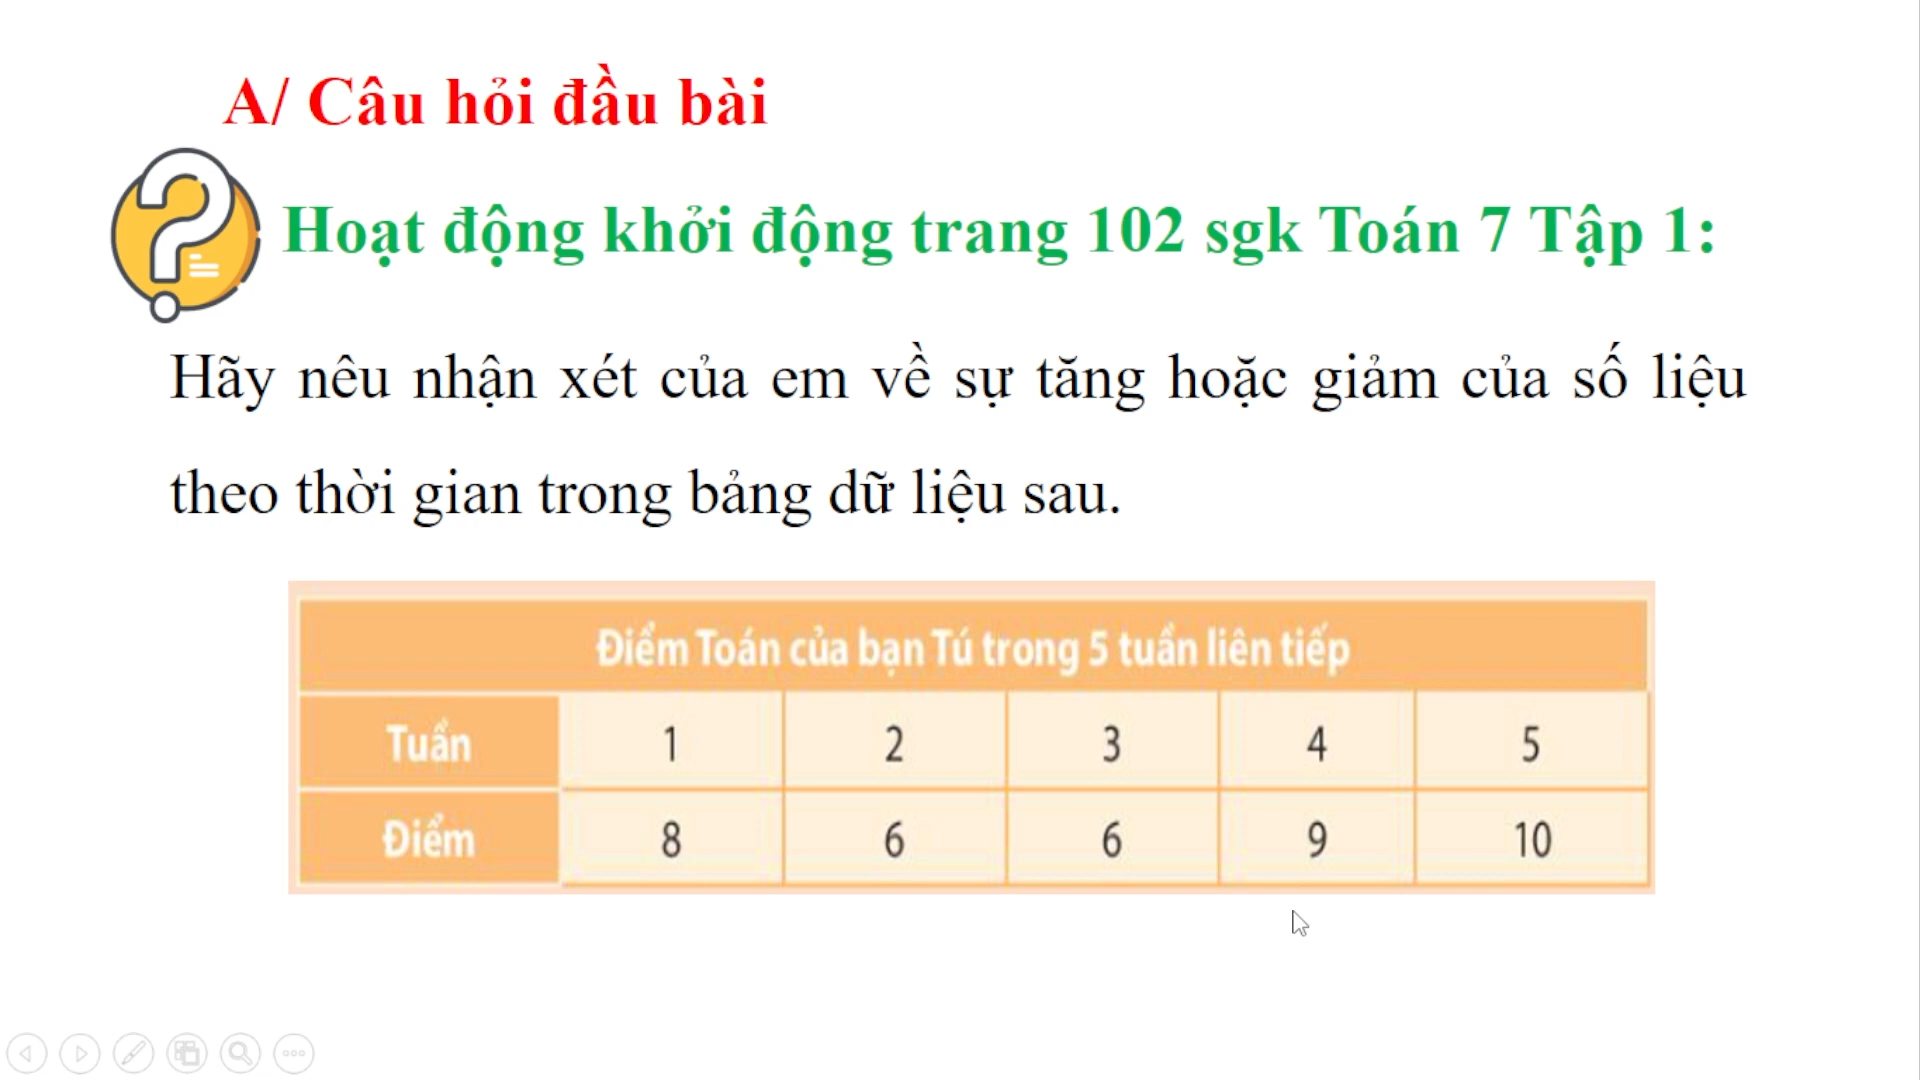 A/ Câu hỏi đầu bài
Hoạt động khởi động trang 102 sgk Toán 7 Tập 1:
Hãy nêu nhận xét của em về sự tăng hoặc giảm của số liệu
theo thời gian trong bảng dữ liệu sau.
Điểm Toán của bạn Tú trong 5 tuần liên tiếp
Tuần 1 2 3 4 5
Điểm 8 6 6 9 10